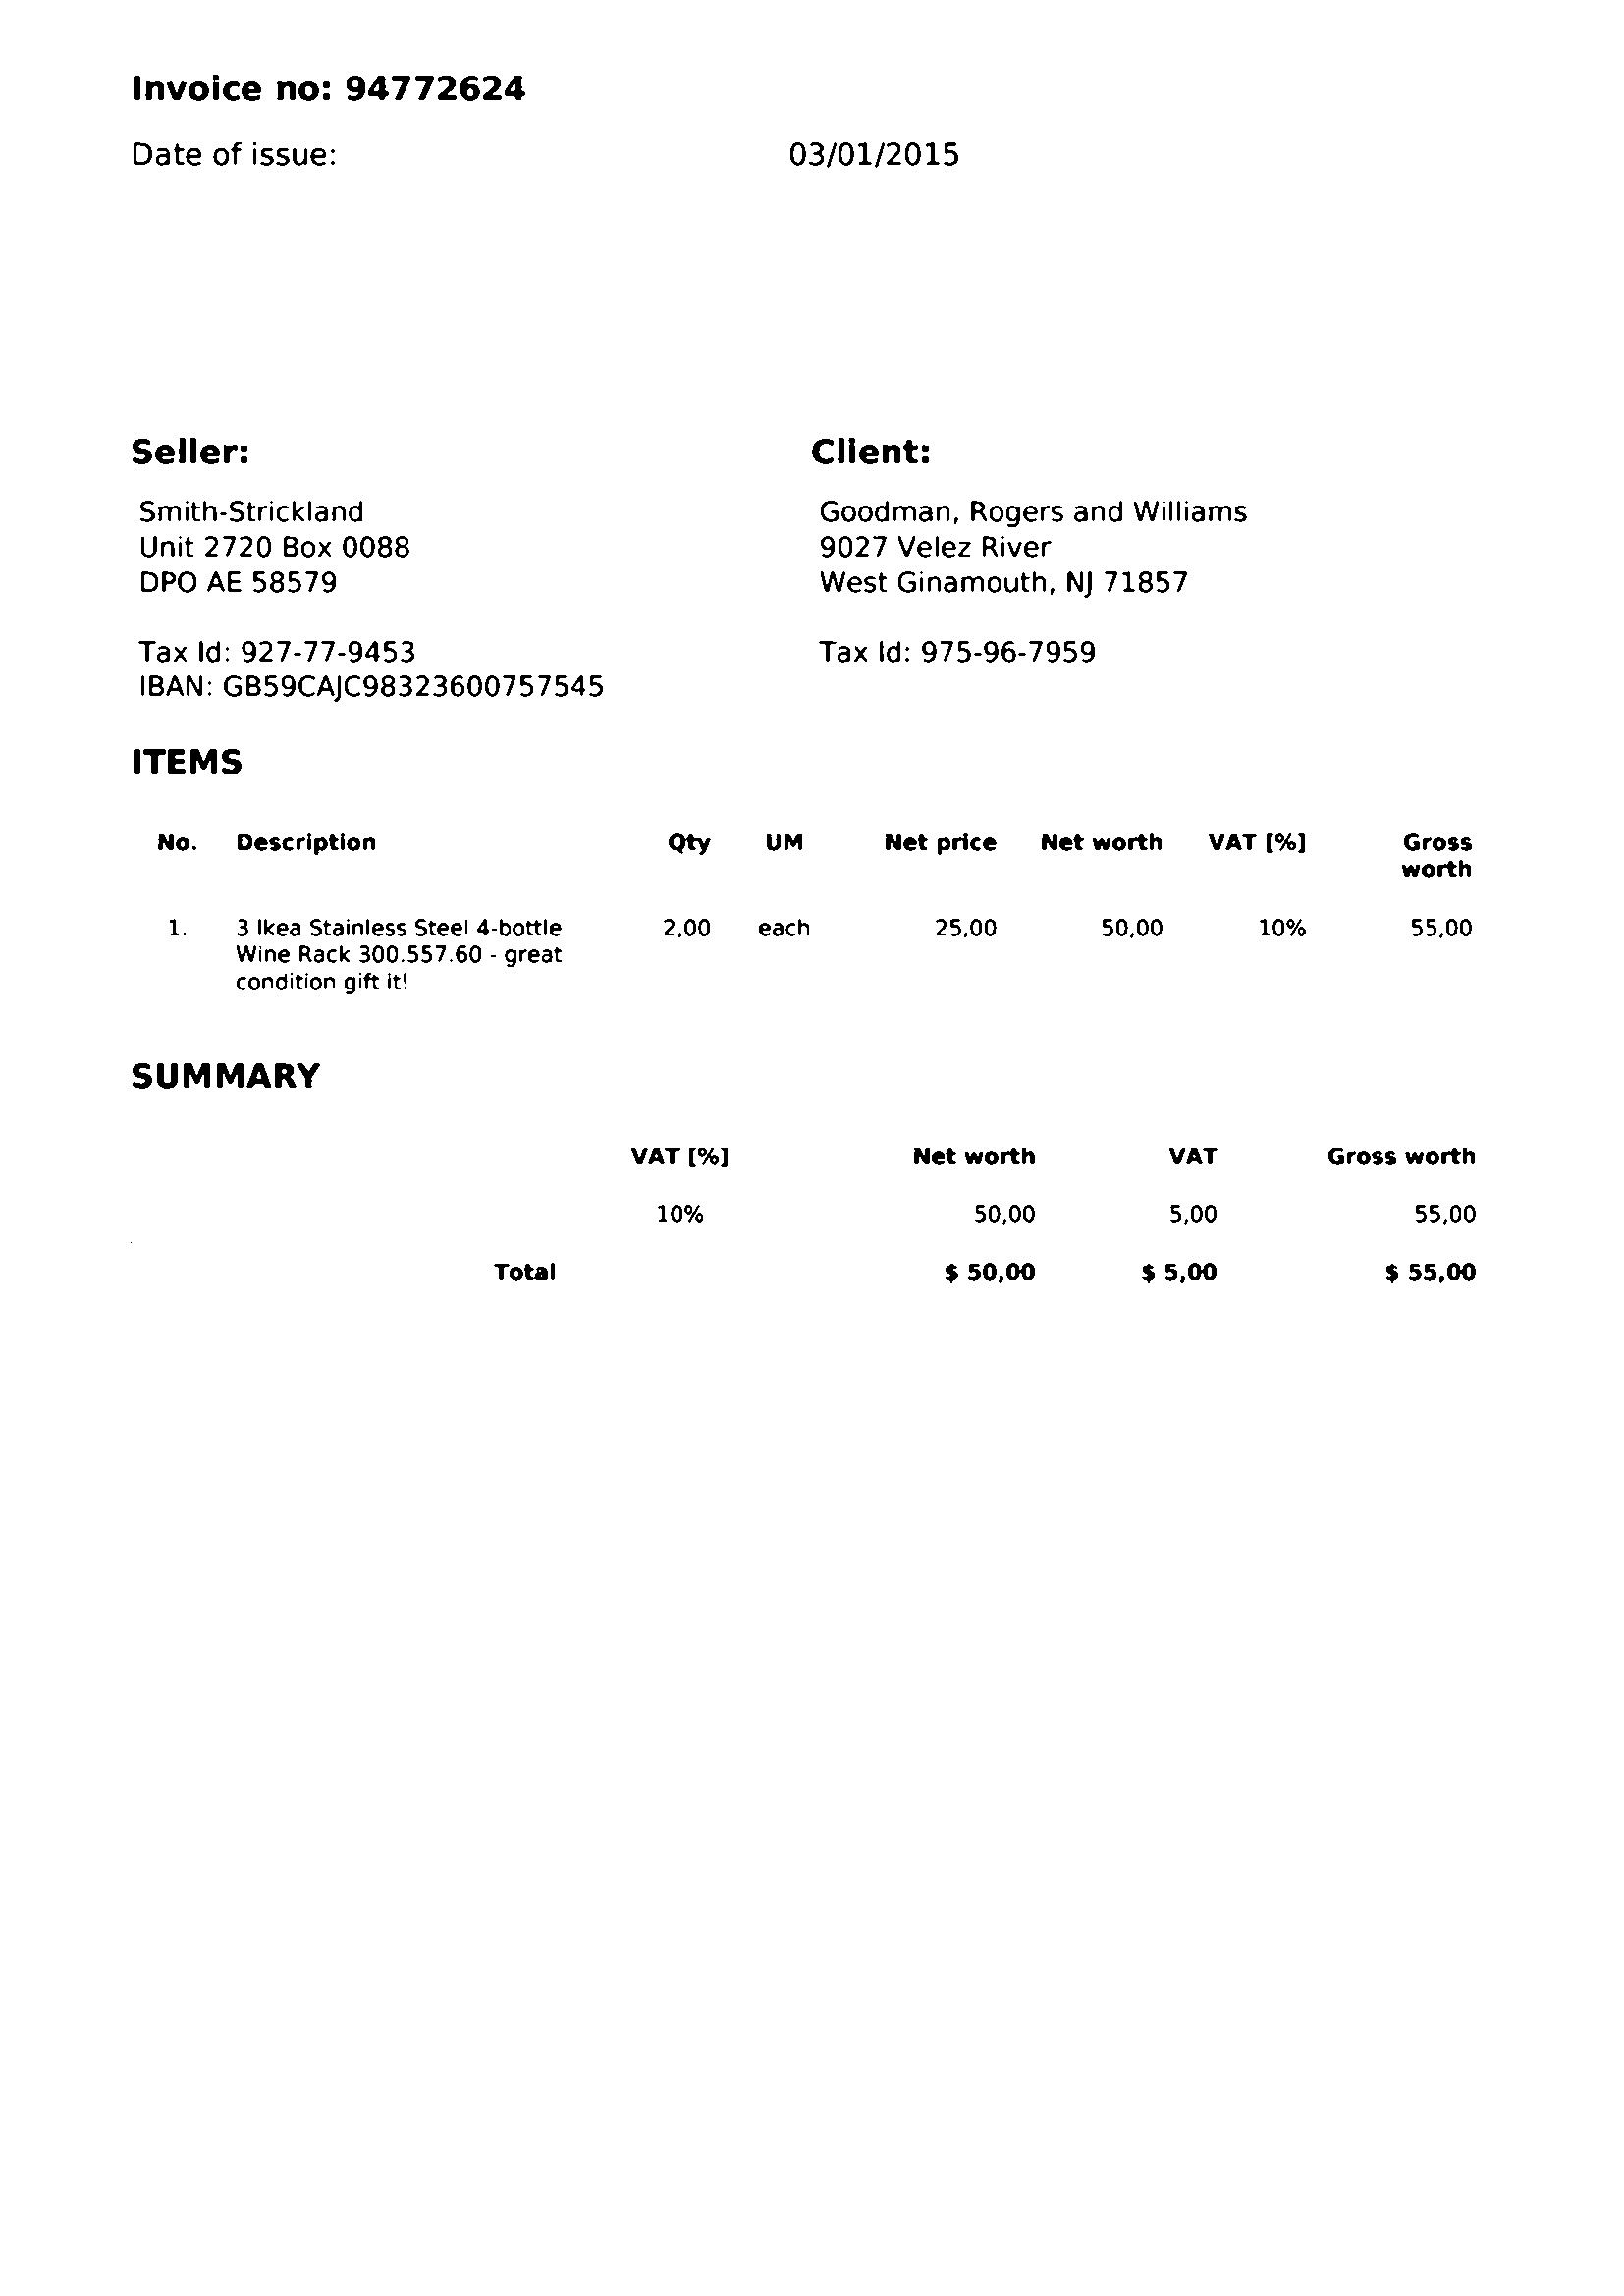 Invoice no: 94772624
Date of issue: 03/01/2015
Seller:
Smith-Strickland
Unit 2720 Box 0088
DPO AE 58579
Tax Id: 927-77-9453
IBAN: GB59CAJC98323600757545
Client:
Goodman, Rogers and Williams
9027 Velez River
West Ginamouth, NJ 71857
Tax Id: 975-96-7959
ITEMS
No. Description Qty UM Net price Net worth VAT [%] Gross worth
1. 3 Ikea Stainless Steel 4-bottle 2,00 each 25,00 50,00 10% 55,00
Wine Rack 300.557.60 - great
condition gift it!
SUMMARY
VAT [%] Net worth VAT Gross worth
10% 50,00 5,00 55,00
Total $ 50,00 $ 5,00 $ 55,00